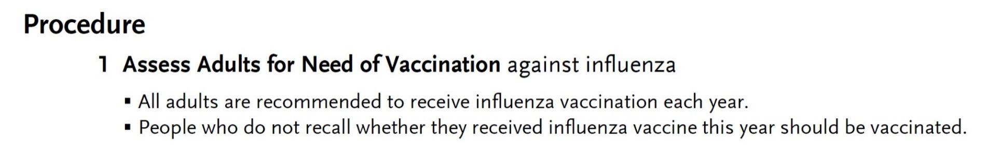 Procedure
1 Assess Adults for Need of Vaccination against influenza
▪ All adults are recommended to receive influenza vaccination each year.
▪ People who do not recall whether they received influenza vaccine this year should be vaccinated.